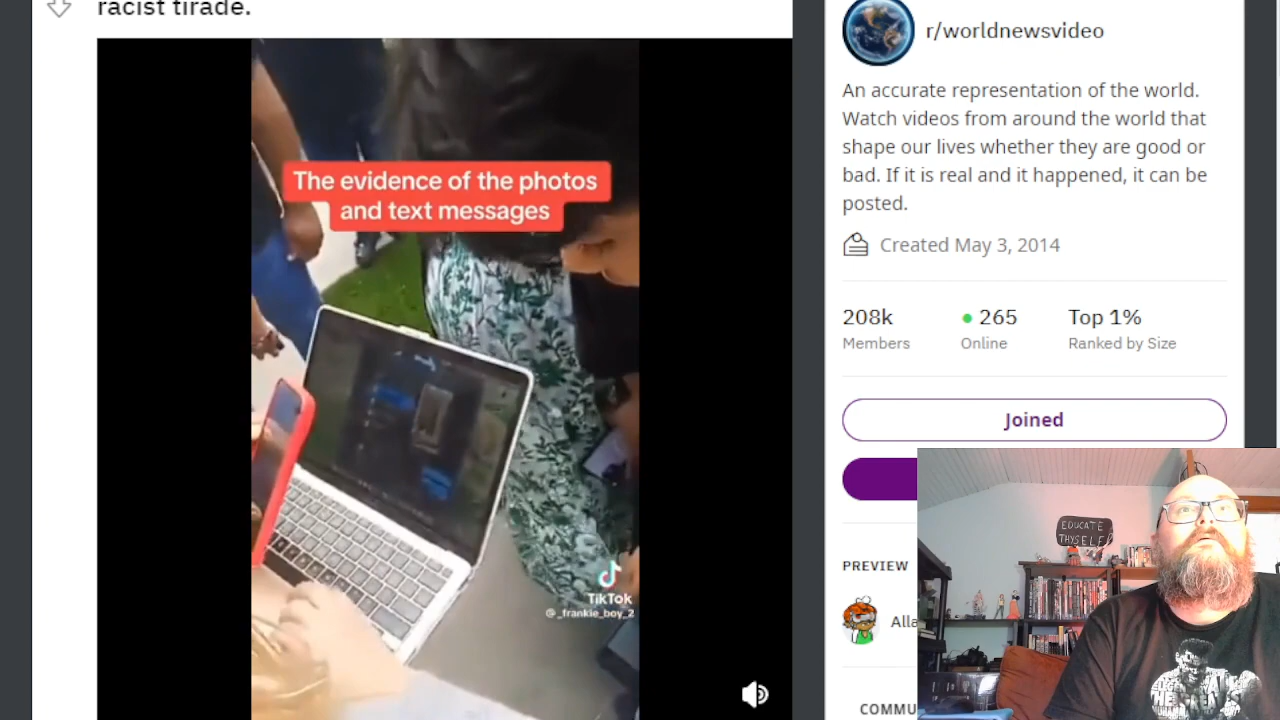 racist tirade.
The evidence of the photos
and text messages
TikTok
@_frankie_boy_2
r/worldnewsvideo
An accurate representation of the world.
Watch videos from around the world that
shape our lives whether they are good or
bad. If it is real and it happened, it can be
posted.
Created May 3, 2014
208k
Members
265
Online
Top 1%
Ranked by Size
Joined
PREVIEW
Alla
COMMU
EDUCATE
THYSELF